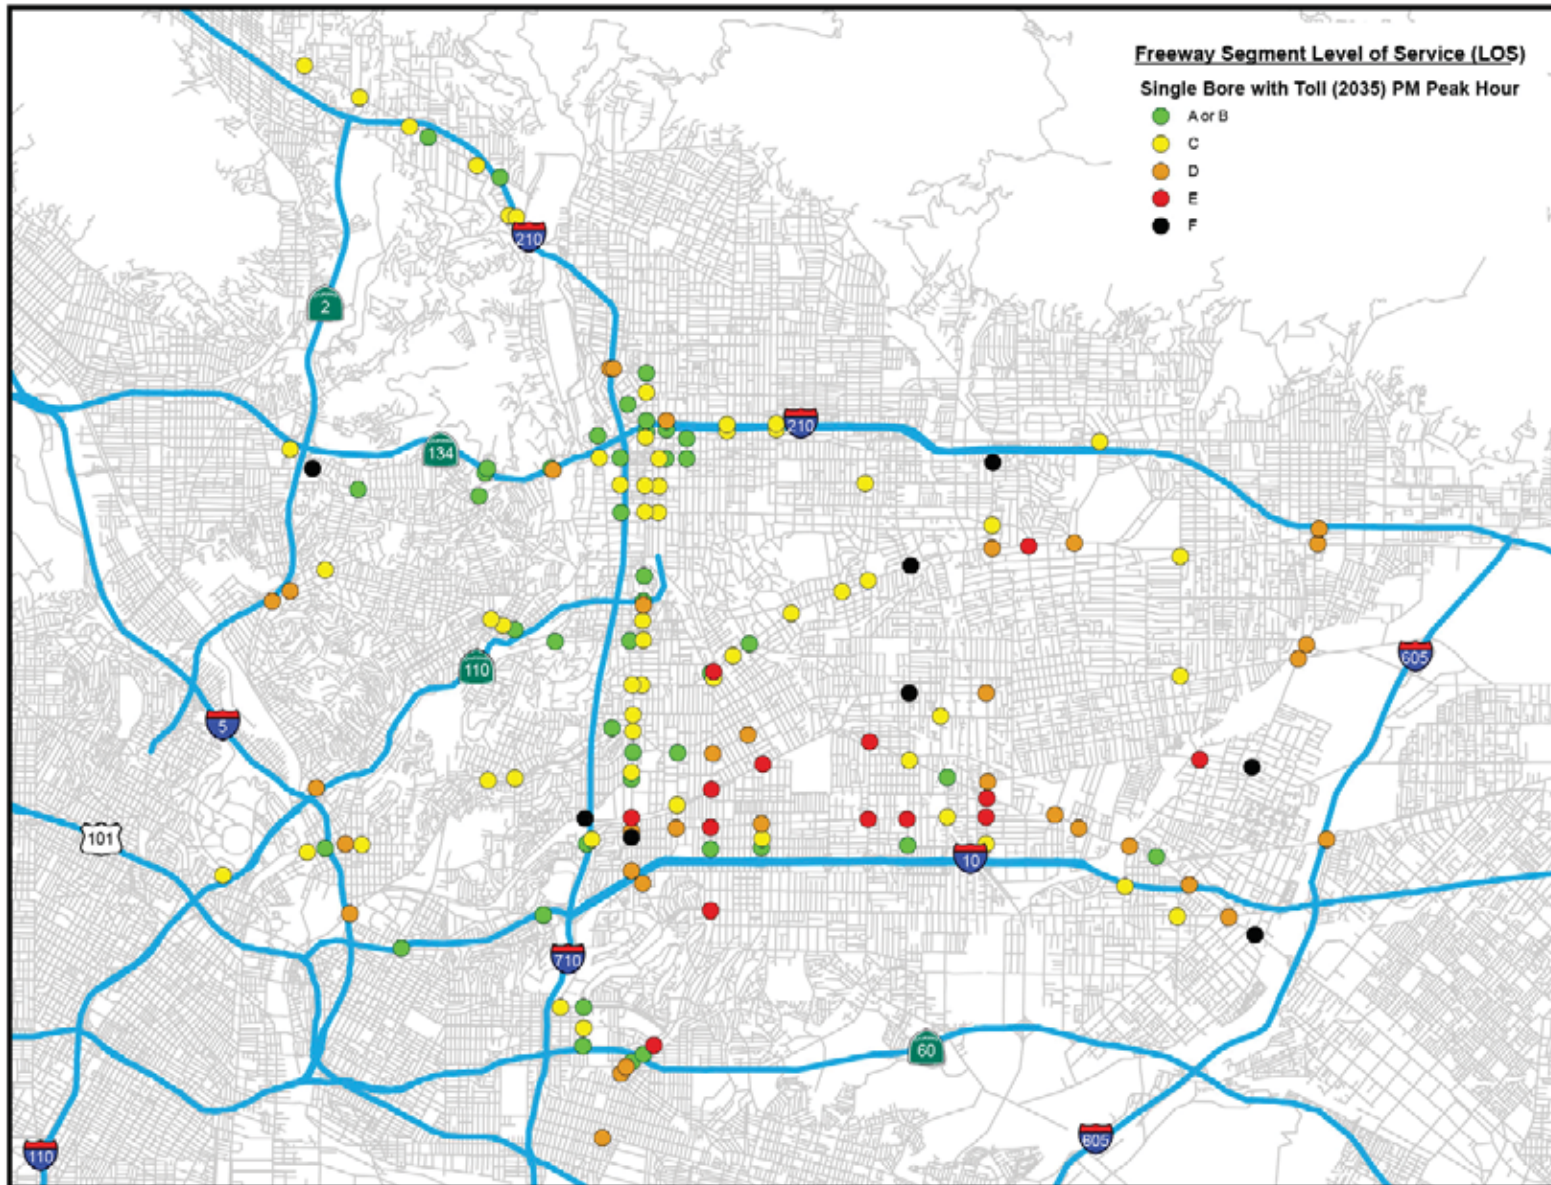 Freeway Segment Level of Service (LOS)
Single Bore with Toll (2035) PM Peak Hour
A or B
C
D
E
F
210
2
134
210
110
605
5
101
10
710
60
605
110